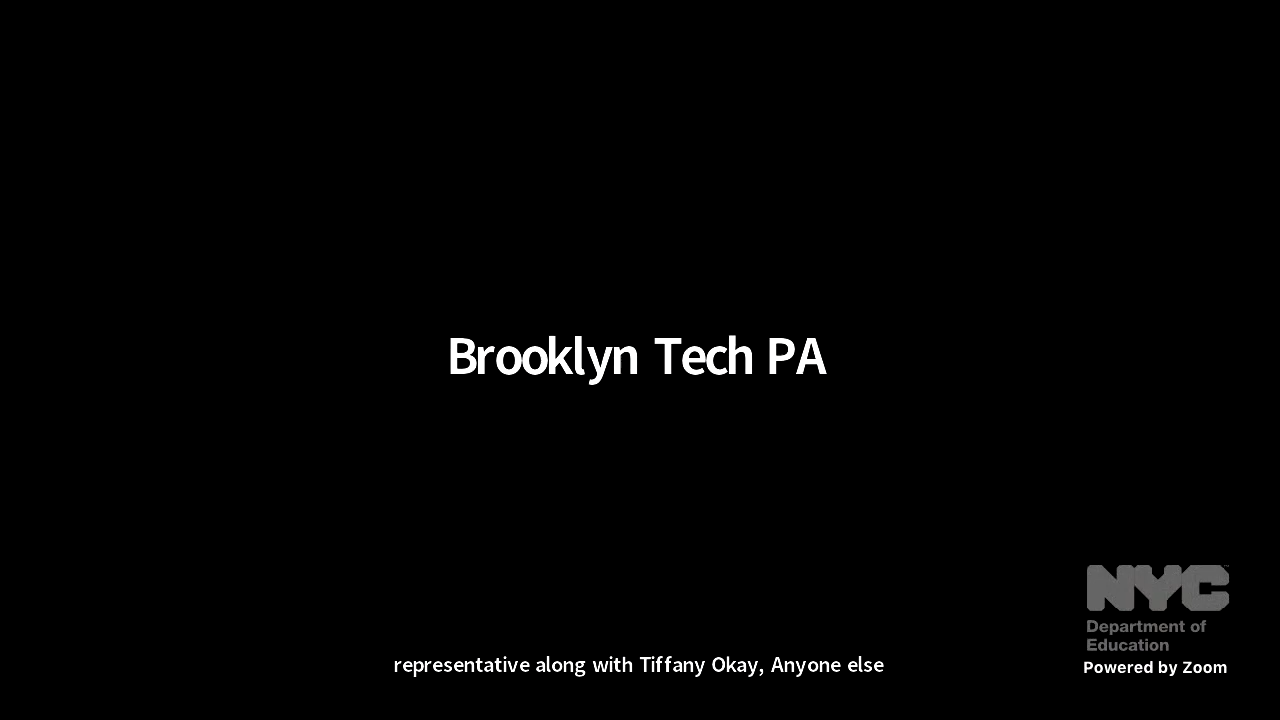 Brooklyn Tech PA
NYC
Department of
Education
Powered by Zoom
representative along with Tiffany Okay, Anyone else